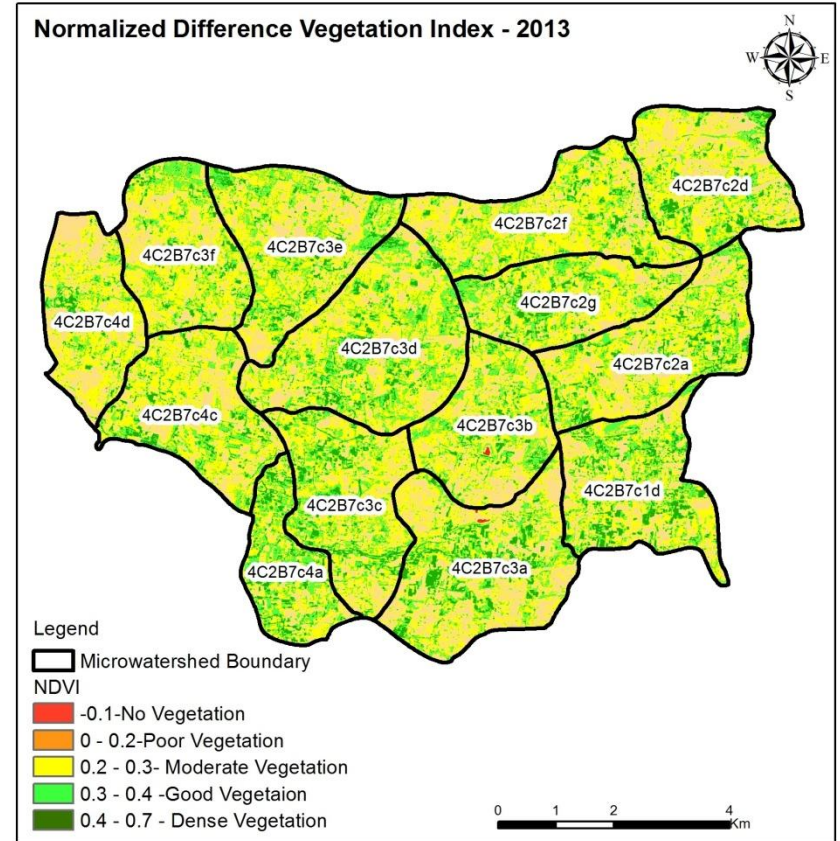 Normalized Difference Vegetation Index - 2013
N
W E
S
4C2B7c2d
4C2B7c2f
4C2B7c3e
4C2B7c3f
4C2B7c2g
4C2B7c4d
4C2B7c3d
4C2B7c2a
4C2B7c4c
4C2B7c3b
4C2B7c1d
4C2B7c3c
4C2B7c4a
4C2B7c3a
Legend
Microwatershed Boundary
NDVI
-0.1-No Vegetation
0 - 0.2-Poor Vegetation
0.2 - 0.3- Moderate Vegetation
0.3 - 0.4 -Good Vegetaion
0.4 - 0.7 - Dense Vegetation
0 1 2 4
Km